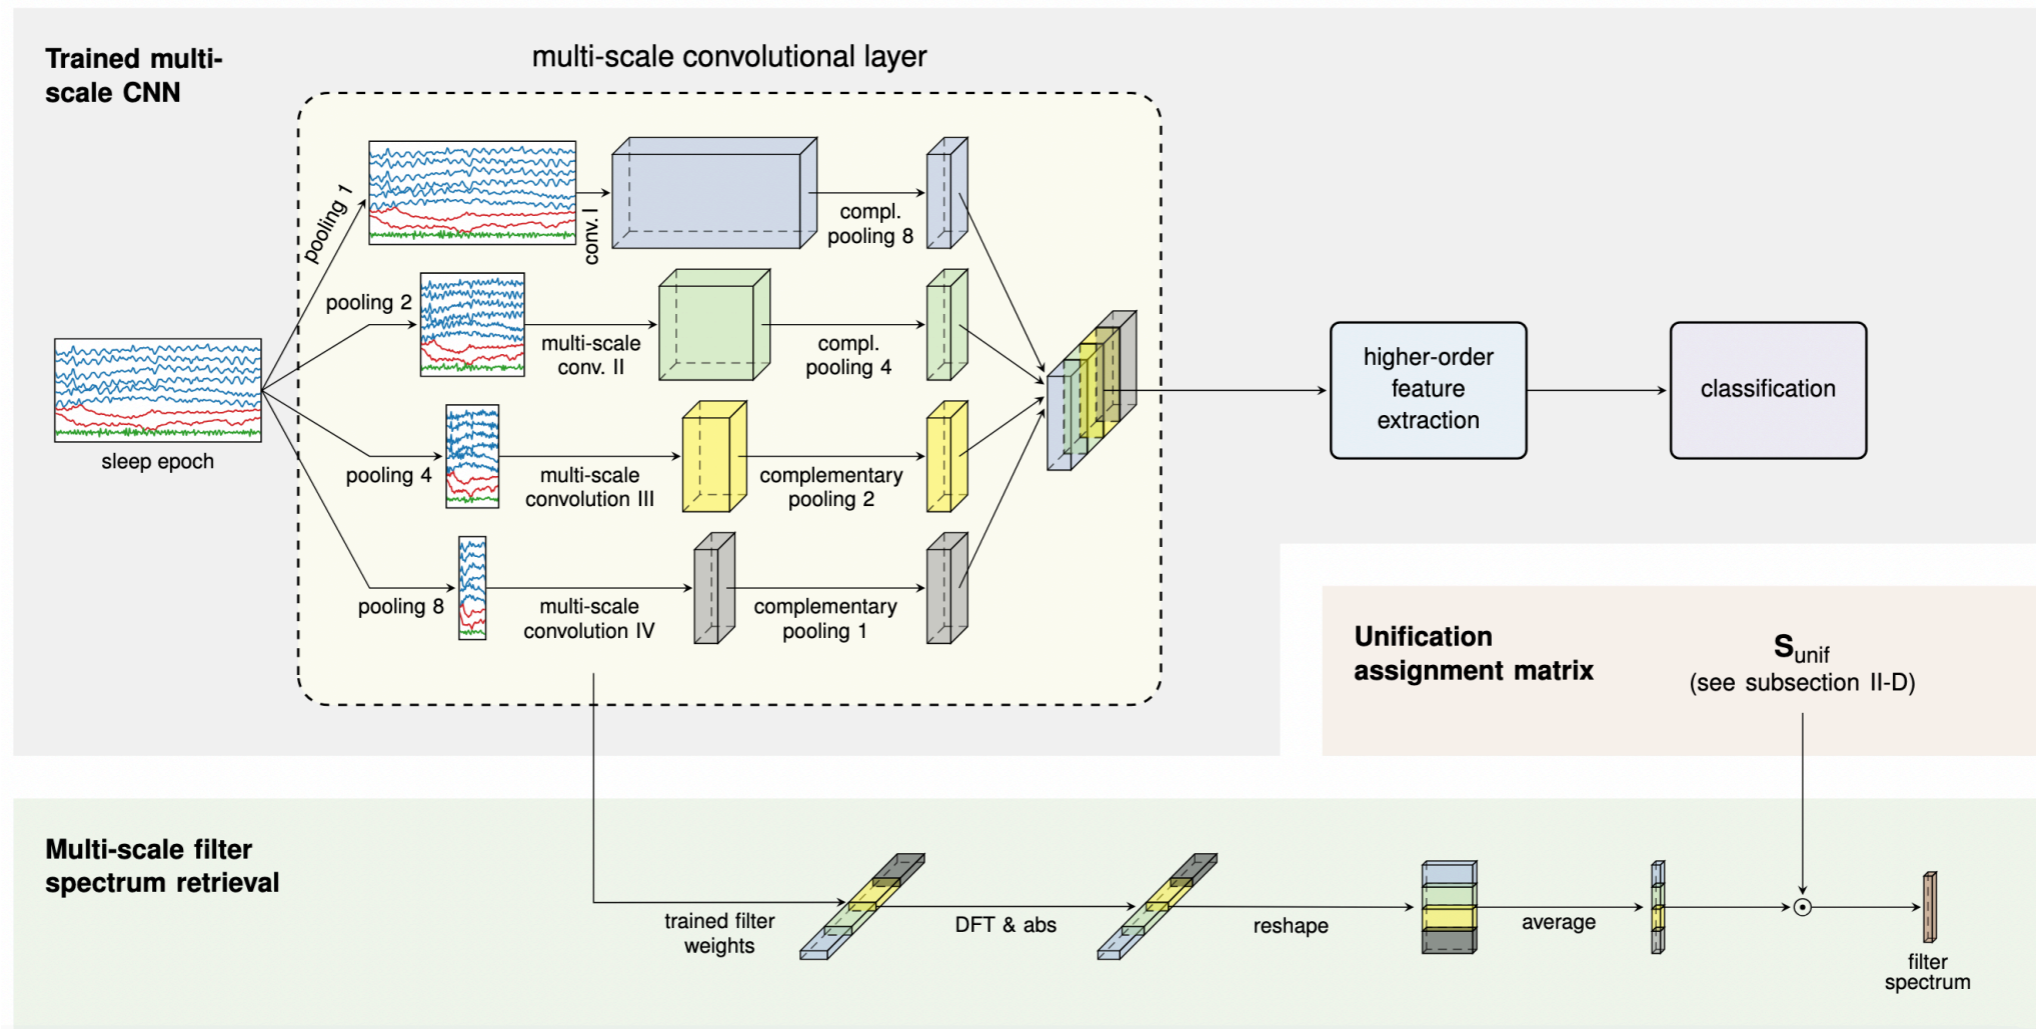 Trained multi-
scale CNN
multi-scale convolutional layer
pooling 1
conv. I
compl.
pooling 8
pooling 2
multi-scale
conv. II
compl.
pooling 4
sleep epoch
pooling 4
multi-scale
convolution III
complementary
pooling 2
pooling 8
multi-scale
convolution IV
complementary
pooling 1
higher-order
feature
extraction
classification
Unification
assignment matrix
Sunif
(see subsection II-D)
Multi-scale filter
spectrum retrieval
trained filter
weights
DFT & abs
reshape
average
filter
spectrum